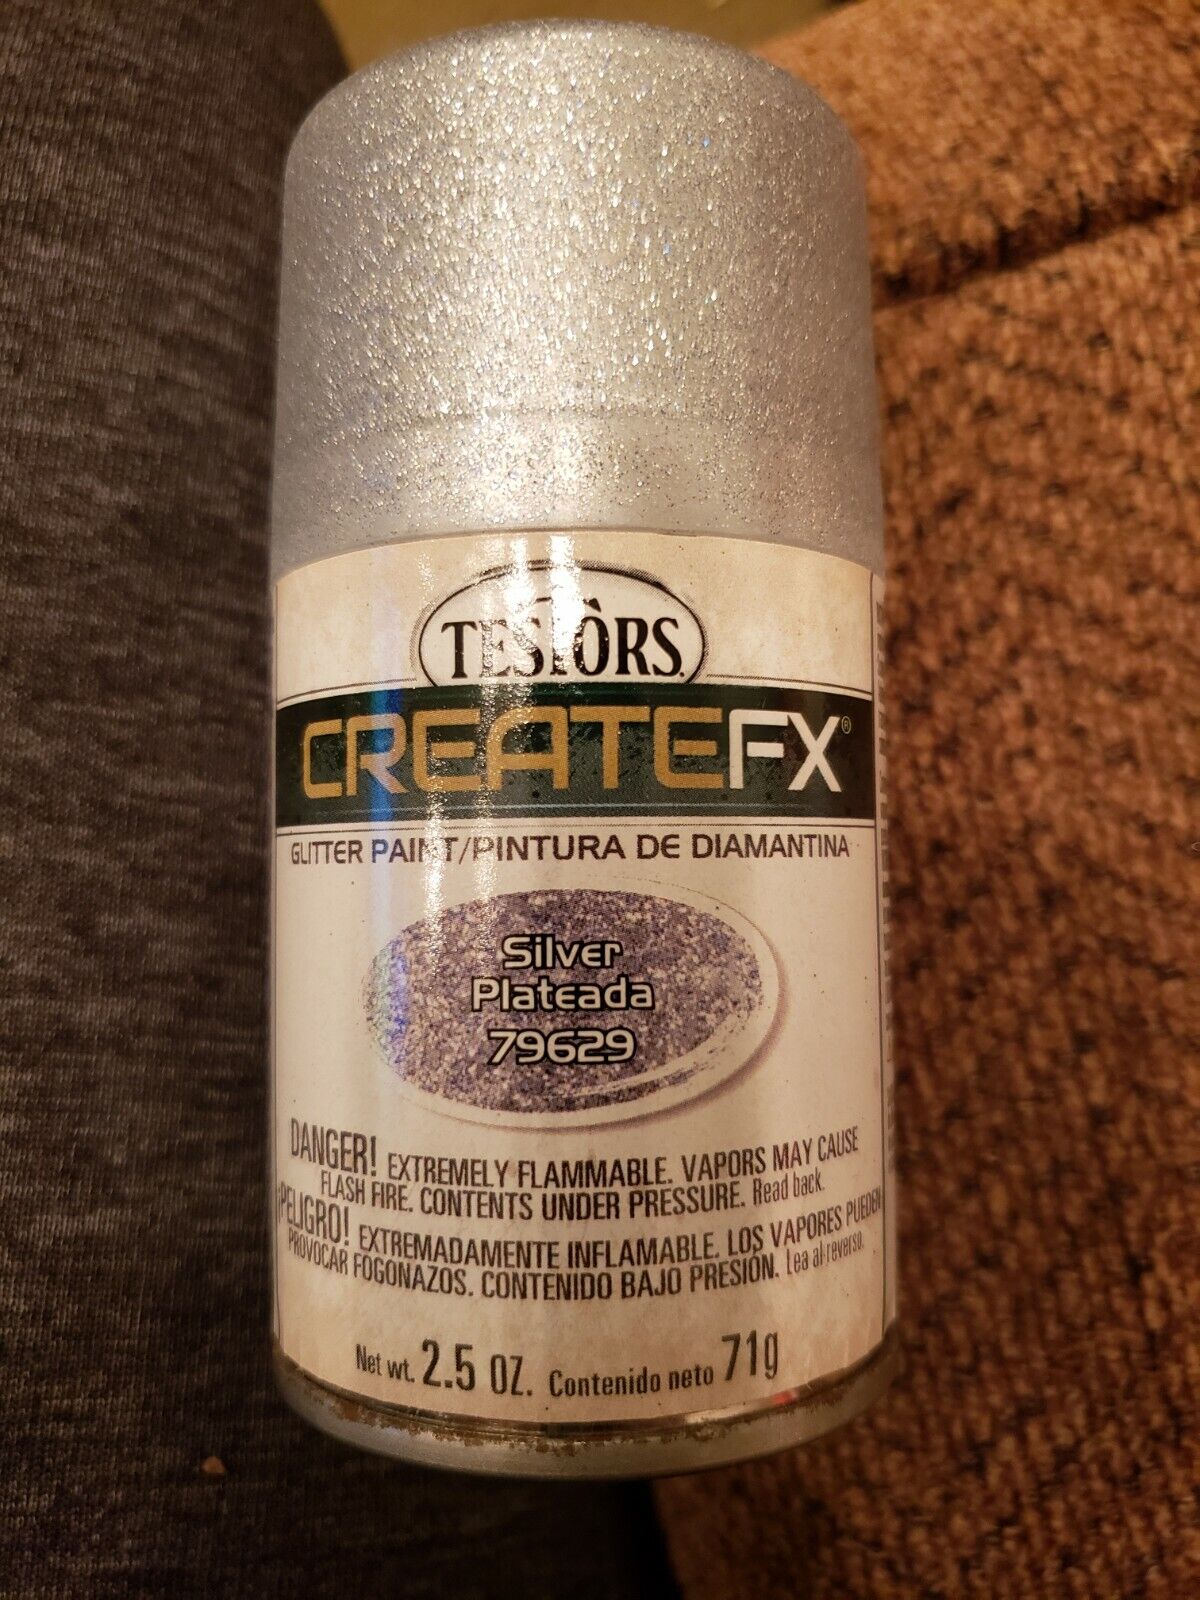 TESTORS
CREATEFX®
GLITTER PAINT/PINTURA DE DIAMANTINA
Silver
Plateada
79629
DANGER! EXTREMELY FLAMMABLE. VAPORS MAY CAUSE
FLASH FIRE. CONTENTS UNDER PRESSURE. Read back.
¡PELIGRO! EXTREMADAMENTE INFLAMABLE. LOS VAPORES PUEDEN
PROVOCAR FOGONAZOS. CONTENIDO BAJO PRESIÓN. Lea al reverso.
Net wt. 2.5 OZ. Contenido neto 71g